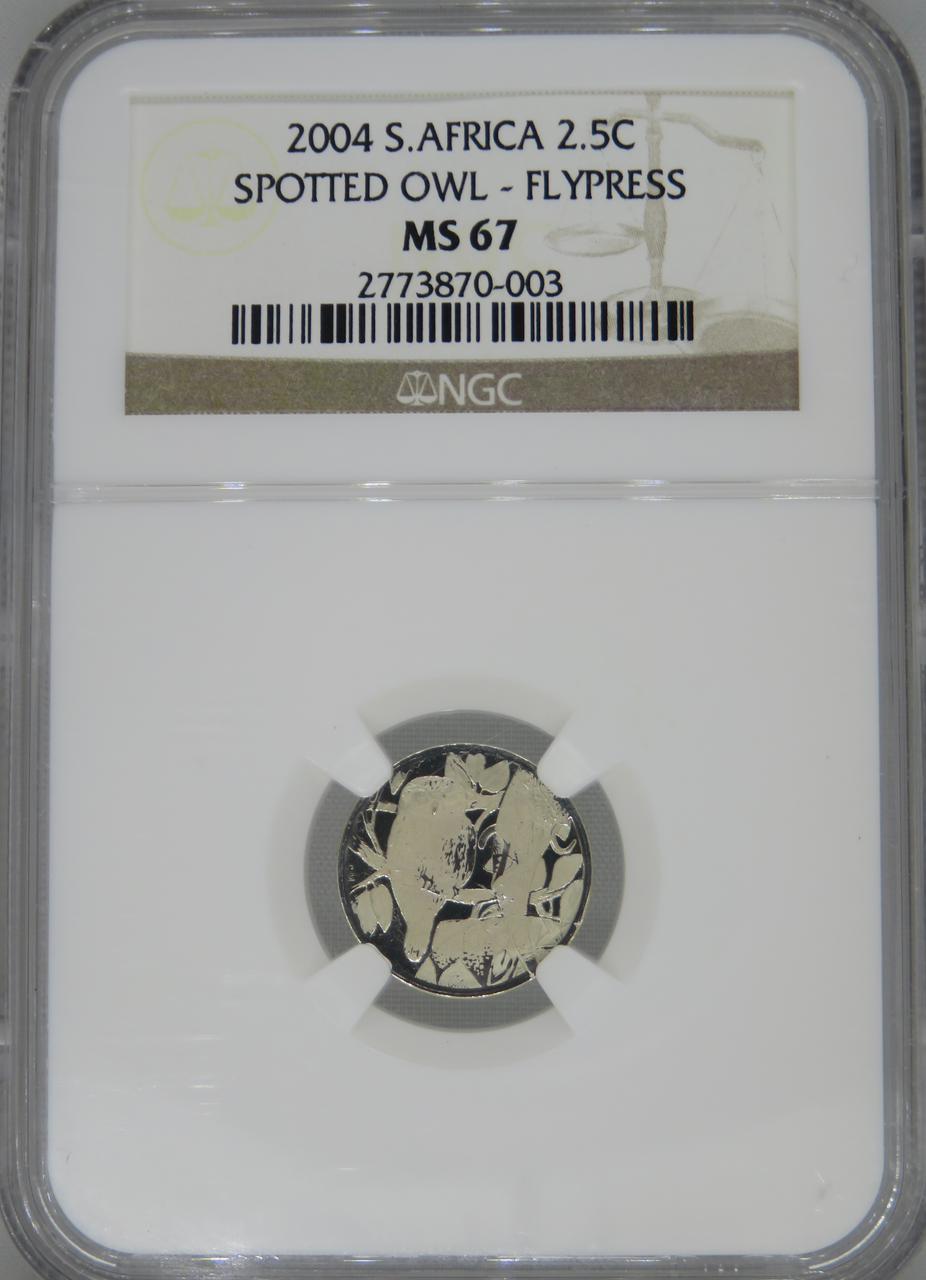 2004 S.AFRICA 2.5C
SPOTTED OWL - FLYPRESS
MS 67
2773870-003
NGC